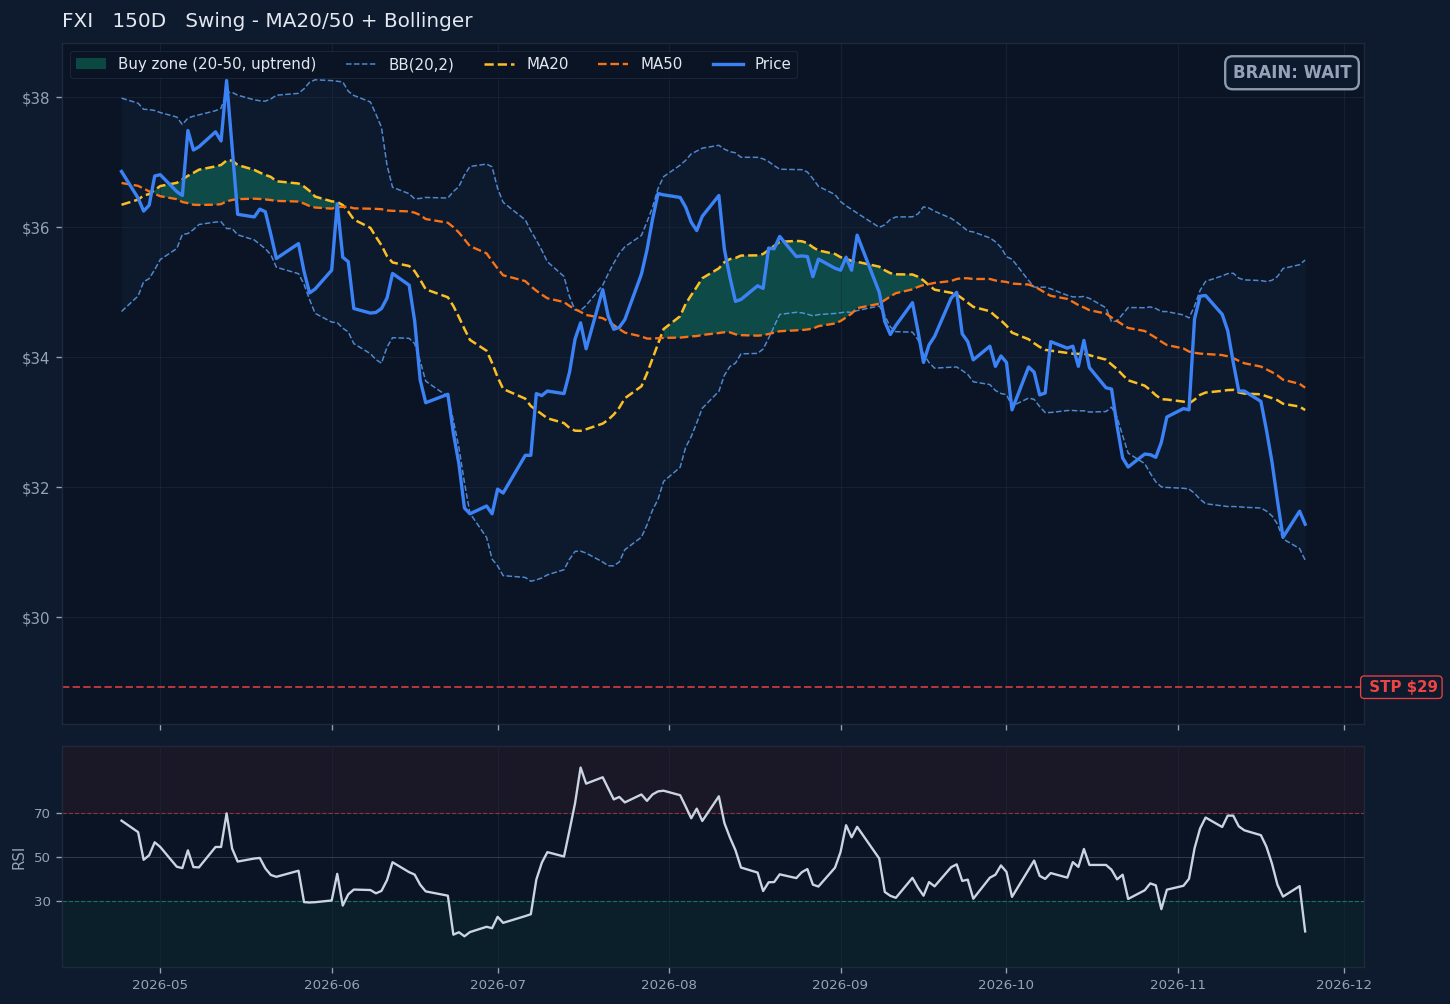 FXI   150D   Swing - MA20/50 + Bollinger
Buy zone (20-50, uptrend)   BB(20,2)   MA20   MA50   Price
BRAIN: WAIT
$38
$36
$34
$32
$30
STP $29
70
50
30
RSI
2026-05   2026-06   2026-07   2026-08   2026-09   2026-10   2026-11   2026-12